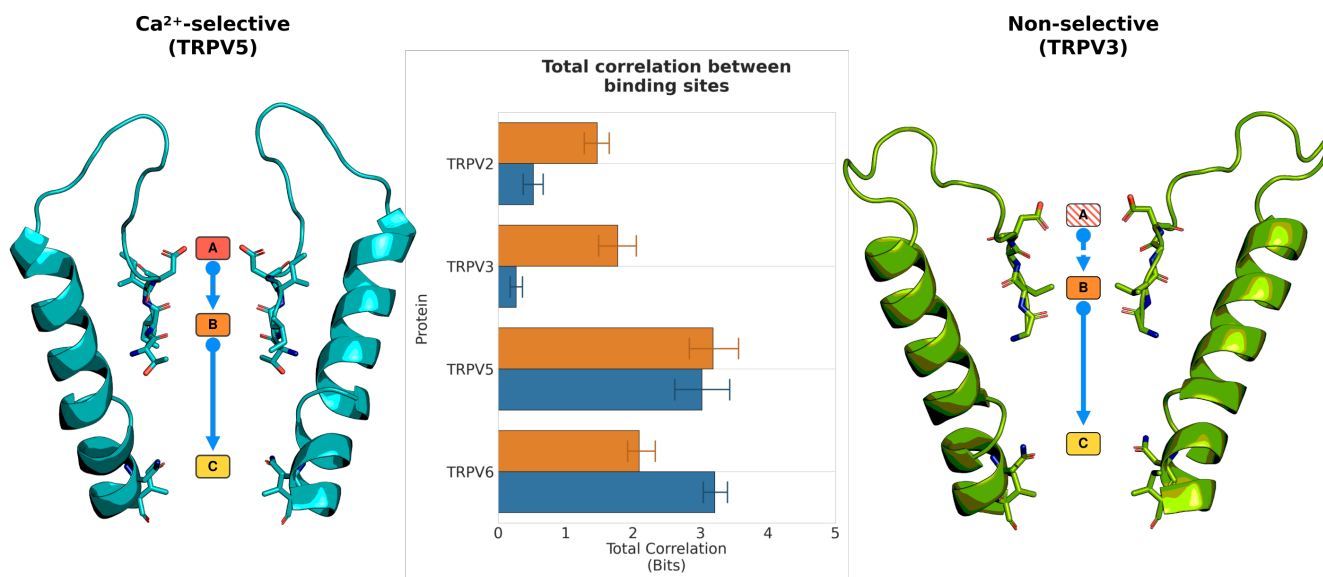 Ca²⁺-selective
(TRPV5)
A
B
C
Total correlation between
binding sites
Protein
TRPV2
TRPV3
TRPV5
TRPV6
0 1 2 3 4 5
Total Correlation
(Bits)
Non-selective
(TRPV3)
A
B
C